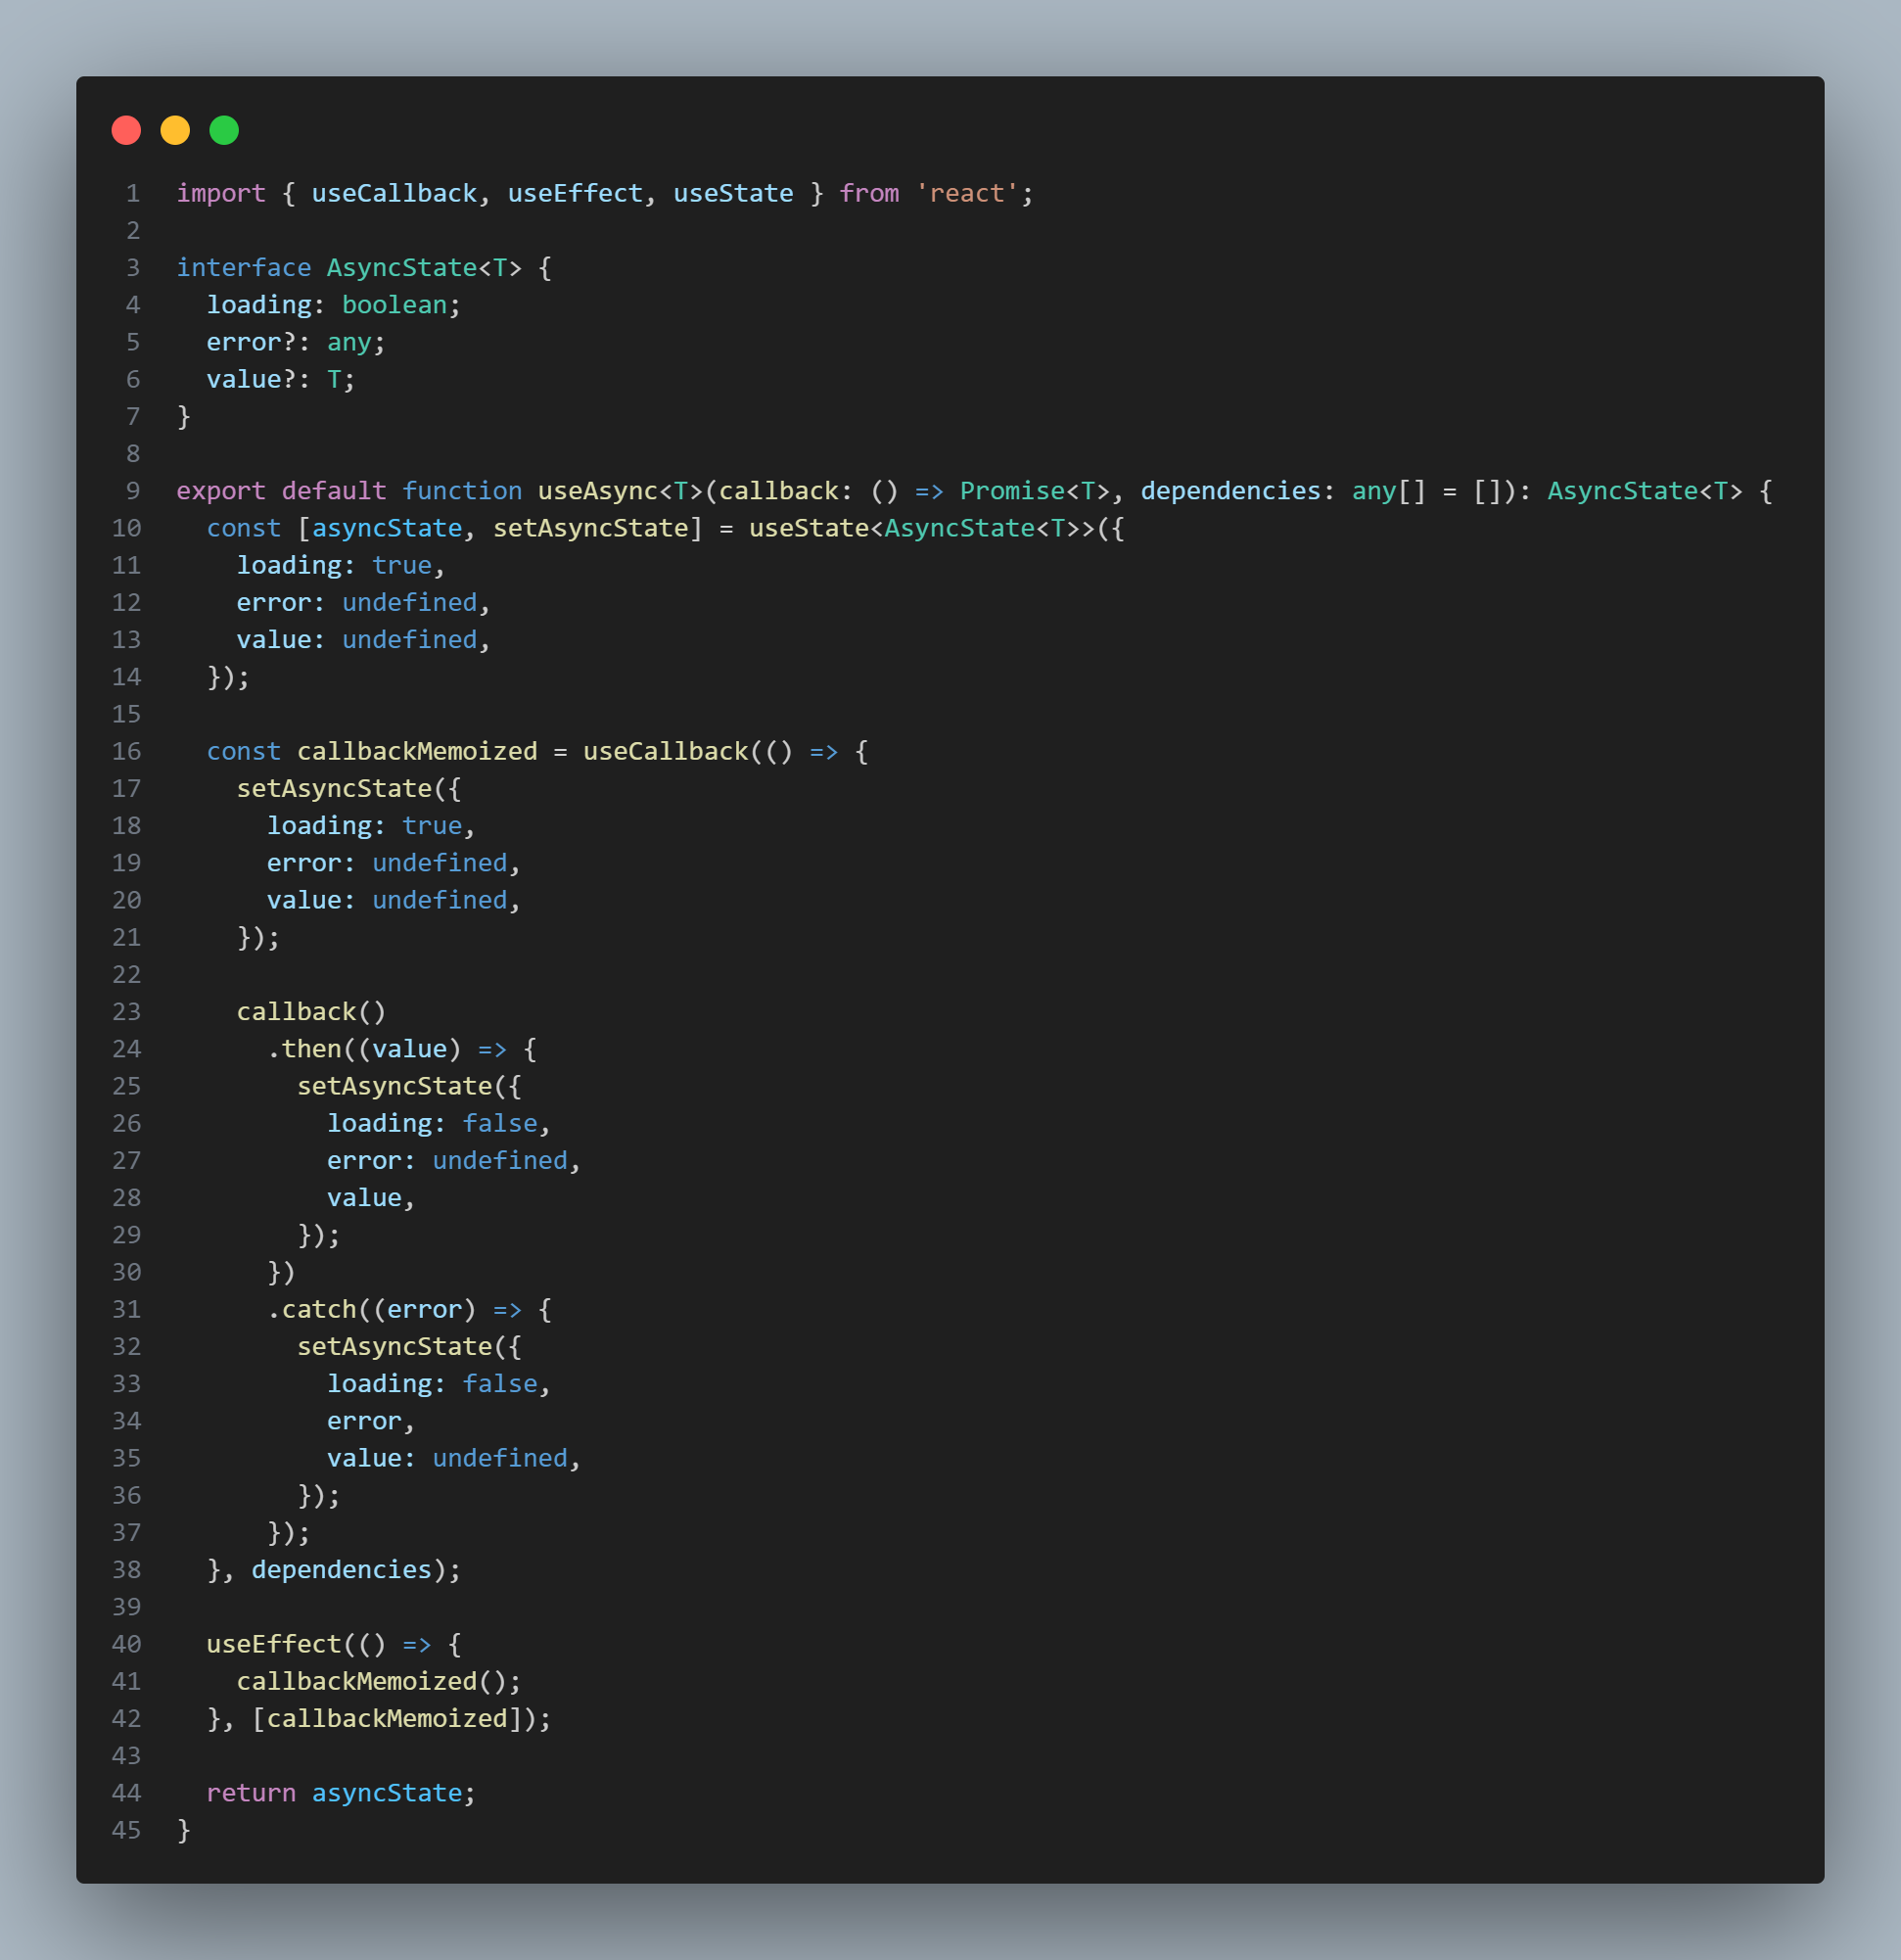 1 import { useCallback, useEffect, useState } from 'react';
2
3 interface AsyncState<T> {
4   loading: boolean;
5   error?: any;
6   value?: T;
7 }
8
9 export default function useAsync<T>(callback: () => Promise<T>, dependencies: any[] = []): AsyncState<T> {
10   const [asyncState, setAsyncState] = useState<AsyncState<T>>({
11     loading: true,
12     error: undefined,
13     value: undefined,
14   });
15
16   const callbackMemoized = useCallback(() => {
17     setAsyncState({
18       loading: true,
19       error: undefined,
20       value: undefined,
21     });
22
23     callback()
24       .then((value) => {
25         setAsyncState({
26           loading: false,
27           error: undefined,
28           value,
29         });
30       })
31       .catch((error) => {
32         setAsyncState({
33           loading: false,
34           error,
35           value: undefined,
36         });
37       });
38   }, dependencies);
39
40   useEffect(() => {
41     callbackMemoized();
42   }, [callbackMemoized]);
43
44   return asyncState;
45 }